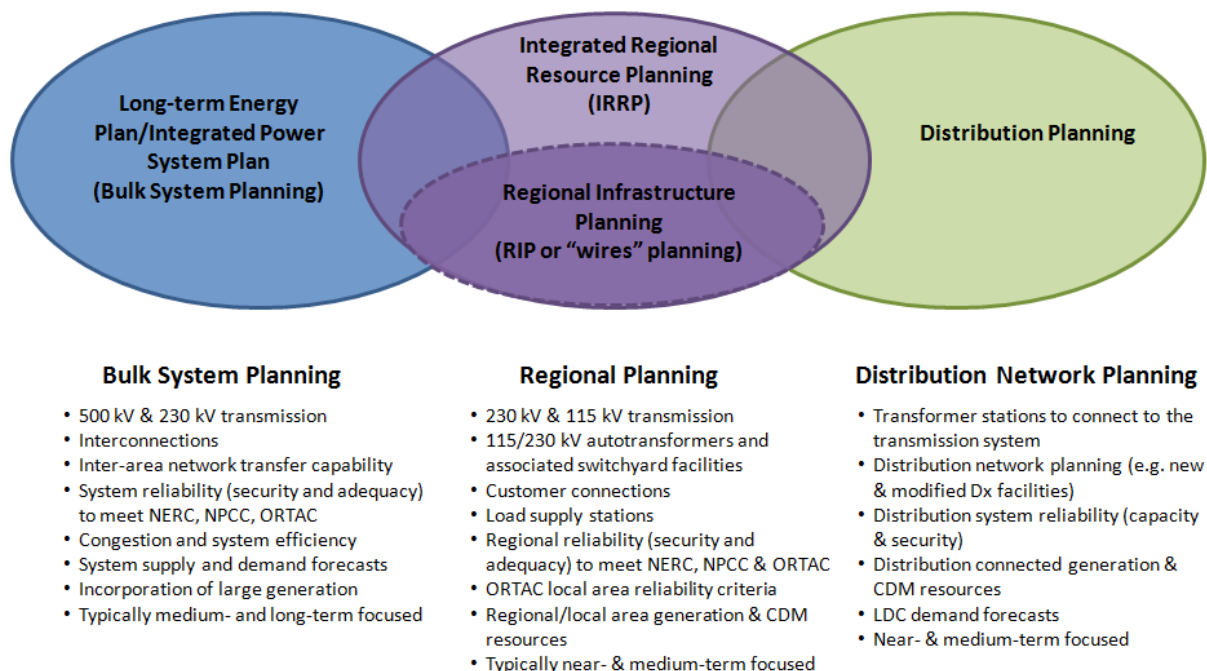 Long-term Energy
Plan/Integrated Power
System Plan
(Bulk System Planning)
Integrated Regional
Resource Planning
(IRRP)
Regional Infrastructure
Planning
(RIP or “wires” planning)
Distribution Planning
Bulk System Planning
• 500 kV & 230 kV transmission
• Interconnections
• Inter-area network transfer capability
• System reliability (security and adequacy)
to meet NERC, NPCC, ORTAC
• Congestion and system efficiency
• System supply and demand forecasts
• Incorporation of large generation
• Typically medium- and long-term focused
Regional Planning
• 230 kV & 115 kV transmission
• 115/230 kV autotransformers and
associated switchyard facilities
• Customer connections
• Load supply stations
• Regional reliability (security and
adequacy) to meet NERC, NPCC & ORTAC
• ORTAC local area reliability criteria
• Regional/local area generation & CDM
resources
• Typically near- & medium-term focused
Distribution Network Planning
• Transformer stations to connect to the
transmission system
• Distribution network planning (e.g. new
& modified Dx facilities)
• Distribution system reliability (capacity
& security)
• Distribution connected generation &
CDM resources
• LDC demand forecasts
• Near- & medium-term focused